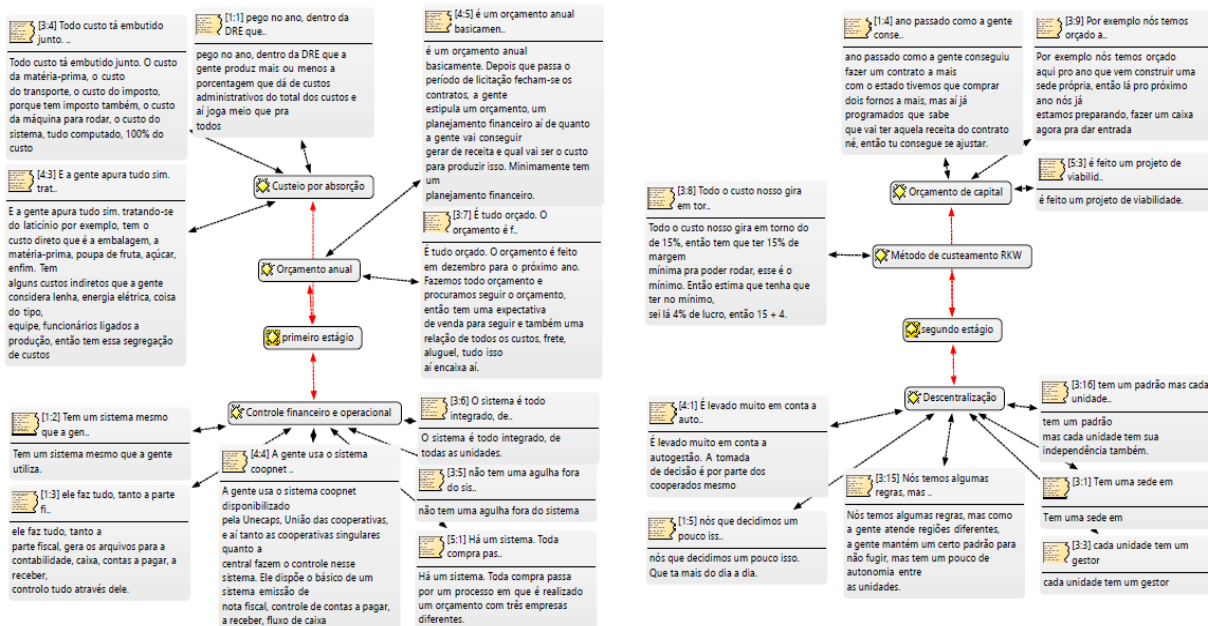 [3:4] Todo custo tá embutido
junto. ..
Todo custo tá embutido junto. O custo
da matéria-prima, o custo
do transporte, o custo do imposto,
porque tem imposto também, o custo
da máquina para rodar, o custo do
sistema, tudo computado, 100% do
custo
[1:1] pego no ano, dentro da
DRE que..
pego no ano, dentro da DRE que a
gente produz mais ou menos a
porcentagem que dá de custos
administrativos do total dos custos e
aí joga meio que pra
todos
[4:5] é um orçamento anual
basicamen..
é um orçamento anual
basicamente. Depois que passa o
período de licitação fecham-se os
contratos, a gente
estipula um orçamento, um
planejamento financeiro aí de quanto
a gente vai conseguir
gerar de receita e qual vai ser o custo
para produzir isso. Minimamente tem
um
planejamento financeiro.
[4:3] E a gente apura tudo sim.
trat..
E a gente apura tudo sim. tratando-se
do laticínio por exemplo, tem o
custo direto que é a embalagem, a
matéria-prima, poupa de fruta, açúcar,
enfim. Tem
alguns custos indiretos que a gente
considera lenha, energia elétrica, coisa
do tipo,
equipe, funcionários ligados a
produção, então tem essa segregação
de custos
Custeio por absorção
[3:7] É tudo orçado. O
orçamento é f..
É tudo orçado. O orçamento é feito
em dezembro para o próximo ano.
Fazemos todo orçamento e
procuramos seguir o orçamento,
então tem uma expectativa
de venda para seguir e também uma
relação de todos os custos, frete,
aluguel, tudo isso
aí encaixa aí.
Orçamento anual
primeiro estágio
Controle financeiro e operacional
[1:2] Tem um sistema mesmo
que a gen..
Tem um sistema mesmo que a gente
utiliza.
[1:3] ele faz tudo, tanto a parte
fi..
ele faz tudo, tanto a
parte fiscal, gera os arquivos para a
contabilidade, caixa, contas a pagar, a
receber,
controlo tudo através dele.
[4:4] A gente usa o sistema
coopnet ..
A gente usa o sistema coopnet
disponibilizado
pela Unecaps, União das cooperativas,
e aí tanto as cooperativas singulares
quanto a
central fazem o controle nesse
sistema. Ele dispõe o básico de um
sistema emissão de
nota fiscal, controle de contas a pagar,
a receber, fluxo de caixa
[3:6] O sistema é todo
integrado, de..
O sistema é todo integrado, de
todas as unidades.
[3:5] não tem uma agulha fora
do sis..
não tem uma agulha fora do sistema
[5:1] Há um sistema. Toda
compra pas..
Há um sistema. Toda compra passa
por um processo em que é realizado
um orçamento com três empresas
diferentes.
[1:4] ano passado como a gente
conse..
ano passado como a gente conseguiu
fazer um contrato a mais
com o estado tivemos que comprar
dois fornos a mais, mas aí já
programados que sabe
que vai ter aquela receita do contrato
né, então tu consegue se ajustar.
[3:9] Por exemplo nós temos
orçado a..
Por exemplo nós temos orçado
aqui pro ano que vem construir uma
sede própria, então lá pro próximo
ano nós já
estamos preparando, fazer um caixa
agora pra dar entrada
[5:3] é feito um projeto de
viabilid..
é feito um projeto de viabilidade.
Orçamento de capital
[3:8] Todo o custo nosso gira
em tor..
Todo o custo nosso gira em torno do
de 15%, então tem que ter 15% de
margem
mínima pra poder rodar, esse é o
mínimo. Então estima que tenha que
ter no mínimo,
sei lá 4% de lucro, então 15 + 4.
Método de custeamento RKW
segundo estágio
Descentralização
[4:1] É levado muito em conta a
auto..
É levado muito em conta a
autogestão. A tomada
de decisão é por parte dos
cooperados mesmo
[1:5] nós que decidimos um
pouco iss..
nós que decidimos um pouco isso.
Que ta mais do dia a dia.
[3:15] Nós temos algumas
regras, mas ..
Nós temos algumas regras, mas como
a gente atende regiões diferentes,
a gente mantém um certo padrão para
não fugir, mas tem um pouco de
autonomia entre
as unidades.
[3:16] tem um padrão mas cada
unidade..
tem um padrão
mas cada unidade tem sua
independência também.
[3:1] Tem uma sede em
Tem uma sede em
[3:3] cada unidade tem um
gestor
cada unidade tem um gestor